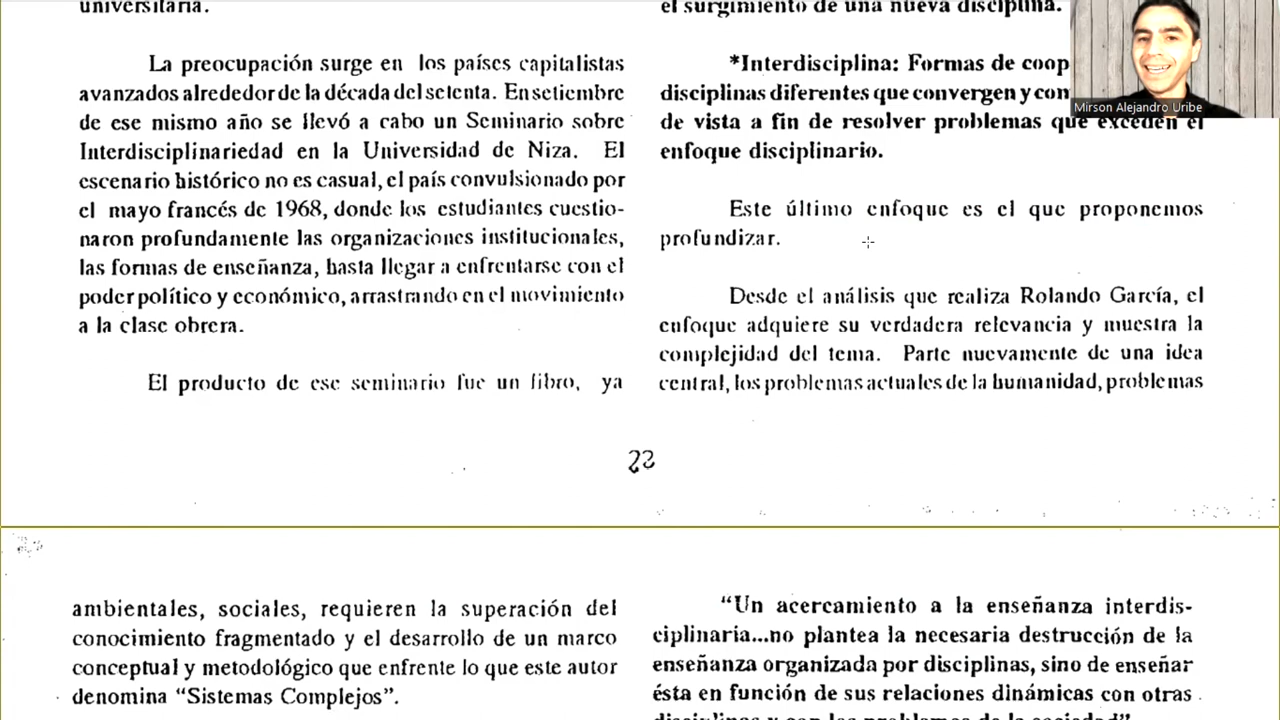 universitaria.
La preocupación surge en los países capitalistas
avanzados alrededor de la década del setenta. En setiembre
de ese mismo año se llevó a cabo un Seminario sobre
Interdisciplinariedad en la Universidad de Niza. El
escenario histórico no es casual, el país convulsionado por
el mayo francés de 1968, donde los estudiantes cuestio-
naron profundamente las organizaciones institucionales,
las formas de enseñanza, hasta llegar a enfrentarse con el
poder político y económico, arrastrando en el movimiento
a la clase obrera.
El producto de ese seminario fue un libro, ya
el surgimiento de una nueva disciplina.
*Interdisciplina: Formas de coop
disciplinas diferentes que convergen y con
de vista a fin de resolver problemas que exceden el
enfoque disciplinario.
Este último enfoque es el que proponemos
profundizar.
Desde el análisis que realiza Rolando García, el
enfoque adquiere su verdadera relevancia y muestra la
complejidad del tema. Parte nuevamente de una idea
central, los problemas actuales de la humanidad, problemas
Mirson Alejandro Uribe
22
ambientales, sociales, requieren la superación del
conocimiento fragmentado y el desarrollo de un marco
conceptual y metodológico que enfrente lo que este autor
denomina “Sistemas Complejos”.
“Un acercamiento a la enseñanza interdis-
ciplinaria...no plantea la necesaria destrucción de la
enseñanza organizada por disciplinas, sino de enseñar
ésta en función de sus relaciones dinámicas con otras
disciplinas y con los problemas de la sociedad”